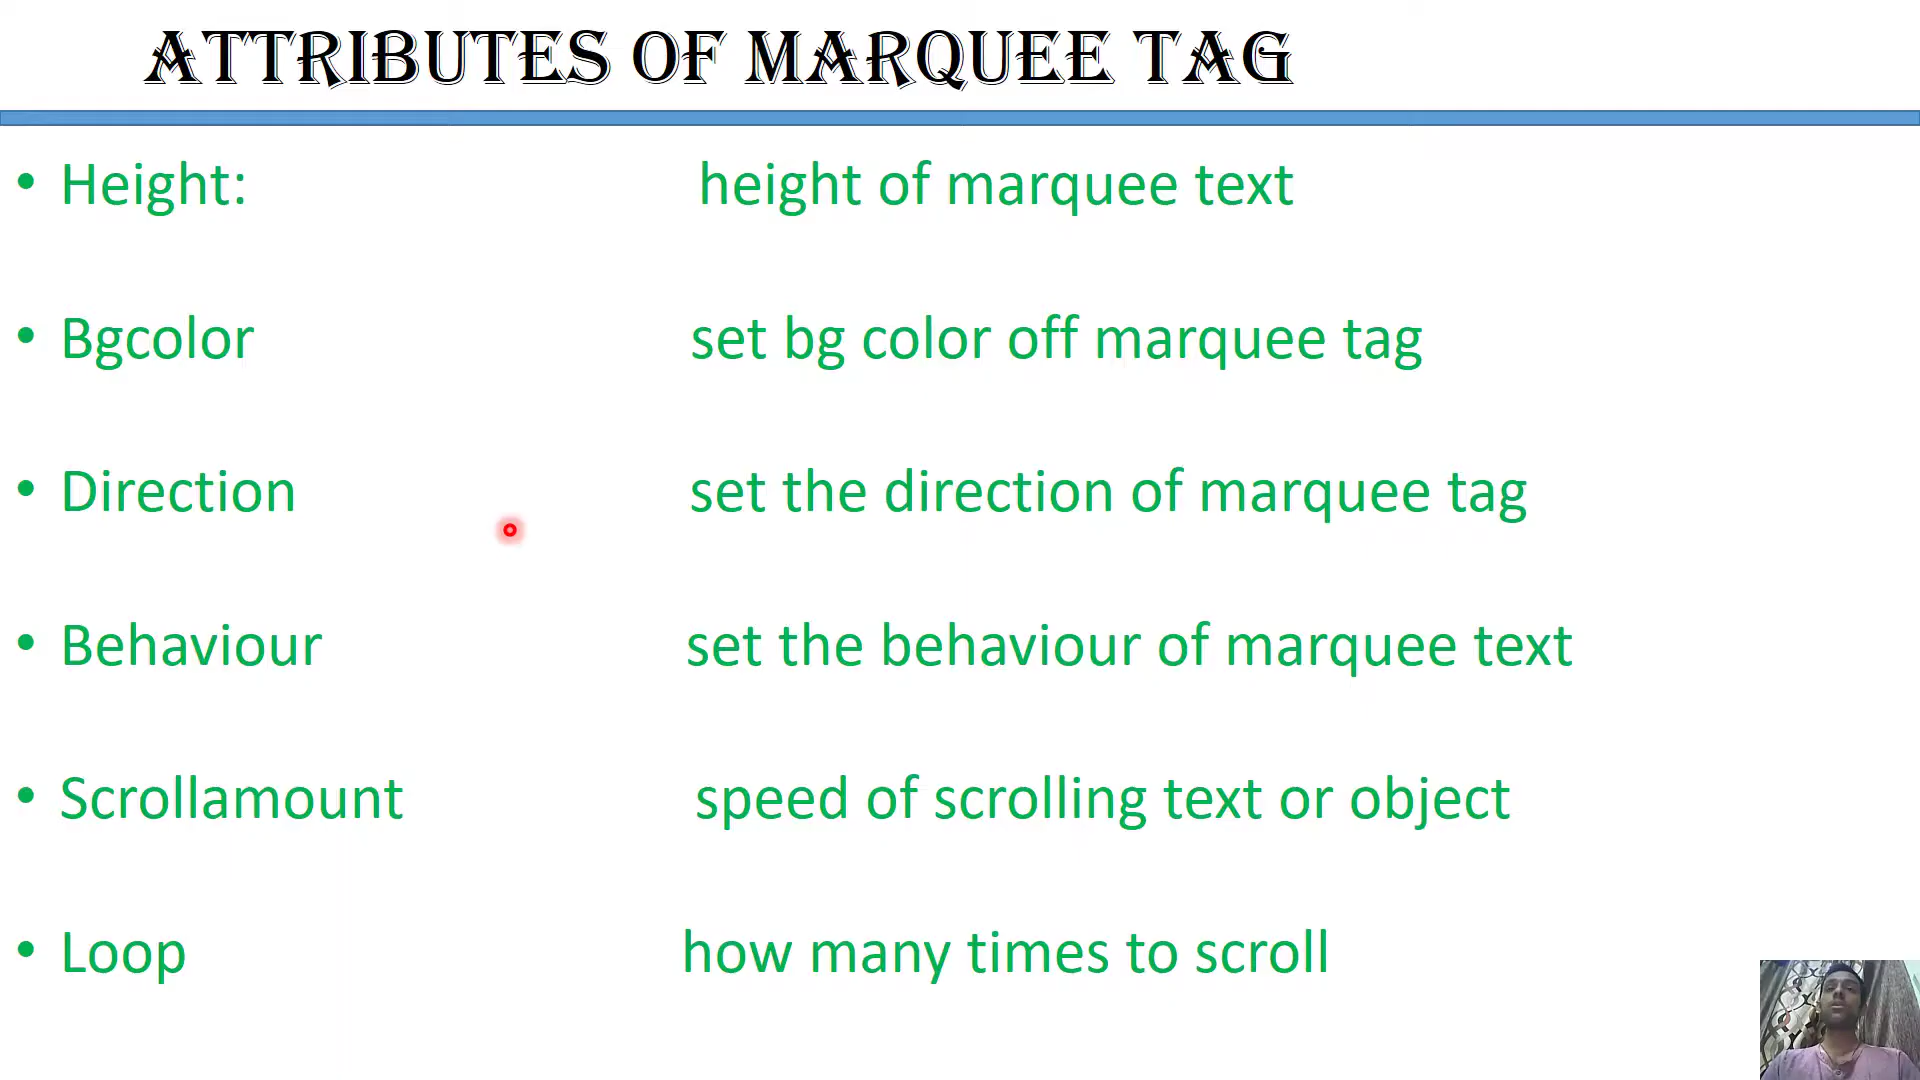 ATTRIBUTES OF MARQUEE TAG
• Height: height of marquee text
• Bgcolor set bg color off marquee tag
• Direction set the direction of marquee tag
• Behaviour set the behaviour of marquee text
• Scrollamount speed of scrolling text or object
• Loop how many times to scroll